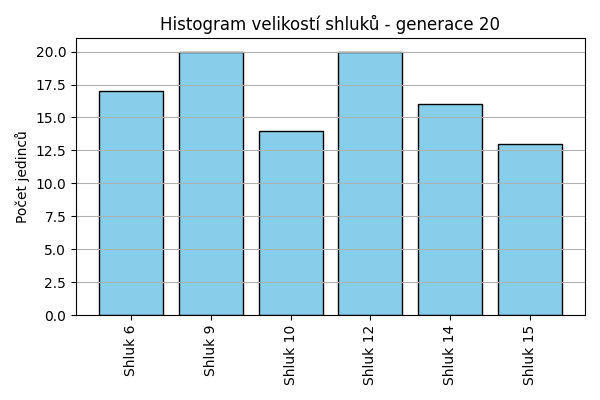 Histogram velikostí shluků - generace 20
Počet jedinců
20.0
17.5
15.0
12.5
10.0
7.5
5.0
2.5
0.0
Shluk 6
Shluk 9
Shluk 10
Shluk 12
Shluk 14
Shluk 15